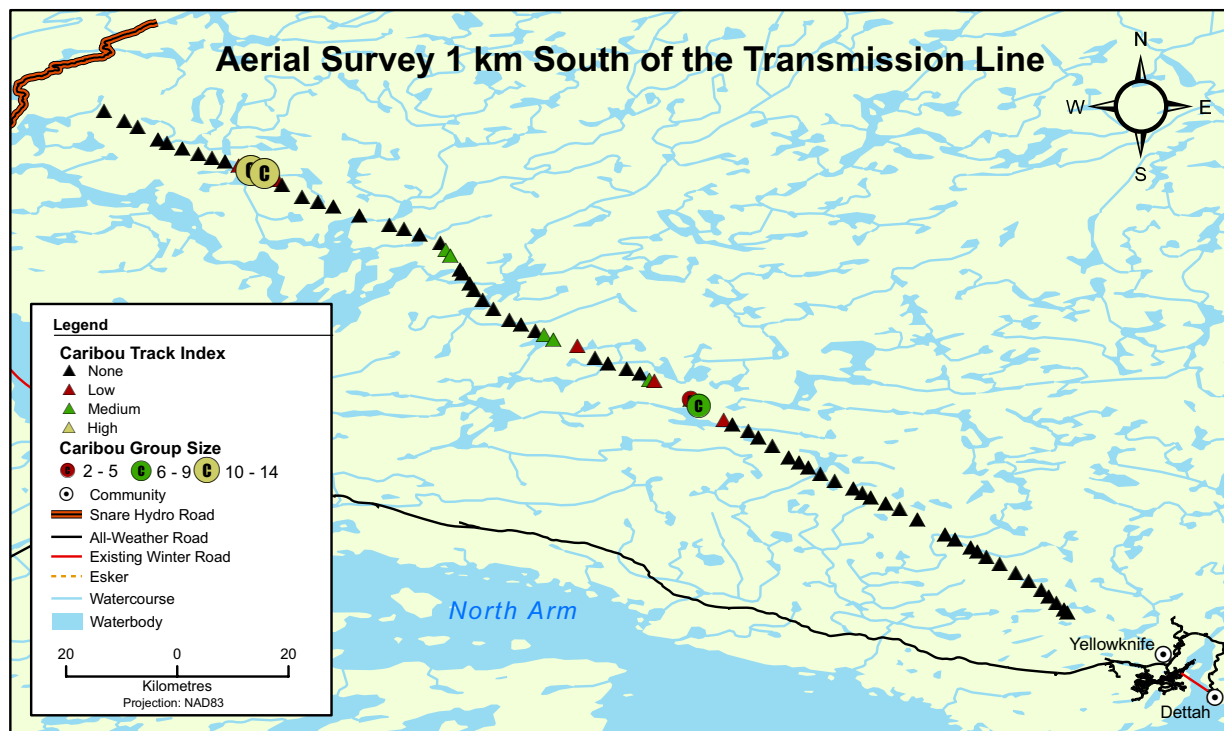 Aerial Survey 1 km South of the Transmission Line
N
W E
S
C C
C
Legend
Caribou Track Index
None
Low
Medium
High
Caribou Group Size
C 2 - 5 C 6 - 9 C 10 - 14
Community
Snare Hydro Road
All-Weather Road
Existing Winter Road
Esker
Watercourse
Waterbody
20 0 20
Kilometres
Projection: NAD83
North Arm
Yellowknife
Dettah